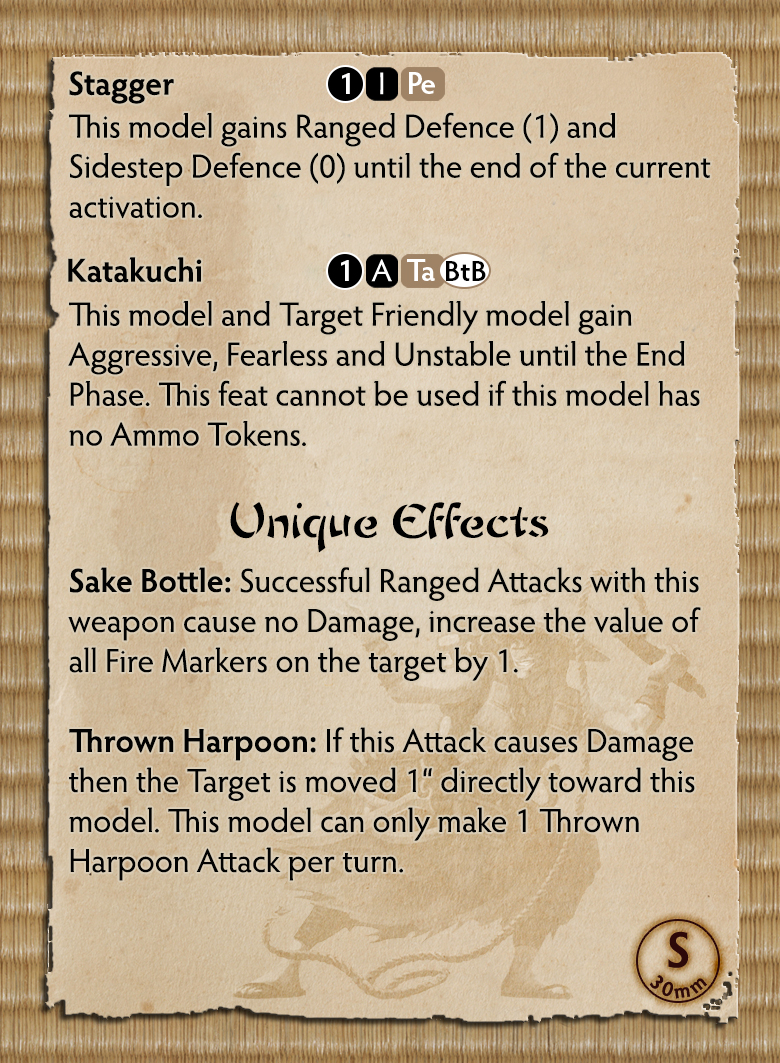 Stagger 1 I Pe
This model gains Ranged Defence (1) and
Sidestep Defence (0) until the end of the current
activation.
Katakuchi 1 A Ta BtB
This model and Target Friendly model gain
Aggressive, Fearless and Unstable until the End
Phase. This feat cannot be used if this model has
no Ammo Tokens.
Unique Effects
Sake Bottle: Successful Ranged Attacks with this
weapon cause no Damage, increase the value of
all Fire Markers on the target by 1.
Thrown Harpoon: If this Attack causes Damage
then the Target is moved 1“ directly toward this
model. This model can only make 1 Thrown
Harpoon Attack per turn.
S
30mm